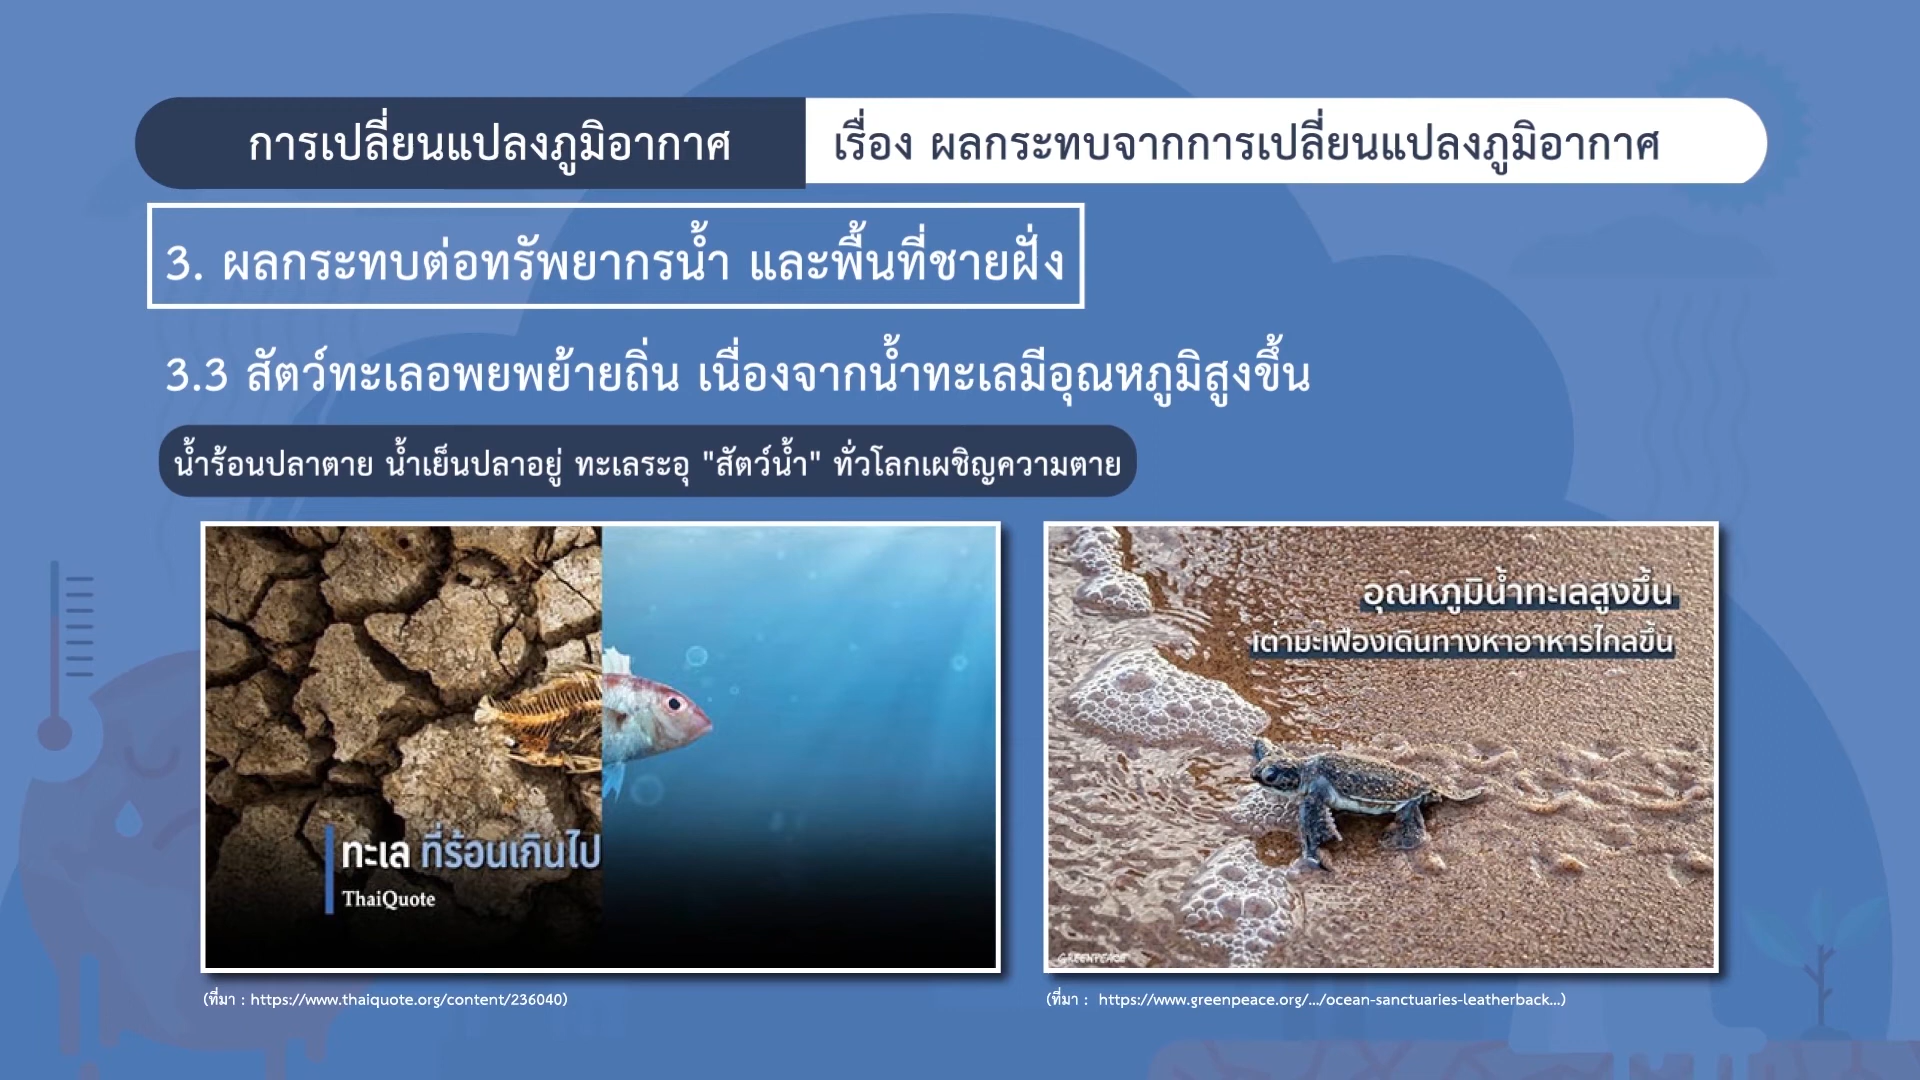 การเปลี่ยนแปลงภูมิอากาศ
เรื่อง ผลกระทบจากการเปลี่ยนแปลงภูมิอากาศ
3. ผลกระทบต่อทรัพยากรน้ำ และพื้นที่ชายฝั่ง
3.3 สัตว์ทะเลอพยพย้ายถิ่น เนื่องจากน้ำทะเลมีอุณหภูมิสูงขึ้น
น้ำร้อนปลาตาย น้ำเย็นปลาอยู่ ทะเลระอุ "สัตว์น้ำ" ทั่วโลกเผชิญความตาย
ทะเล ที่ร้อนเกินไป
ThaiQuote
(ที่มา : https://www.thaiquote.org/content/236040)
อุณหภูมิน้ำทะเลสูงขึ้น
เต่ามะเฟืองเดินทางหาอาหารไกลขึ้น
GREENPEACE
(ที่มา : https://www.greenpeace.org/.../ocean-sanctuaries-leatherback...)